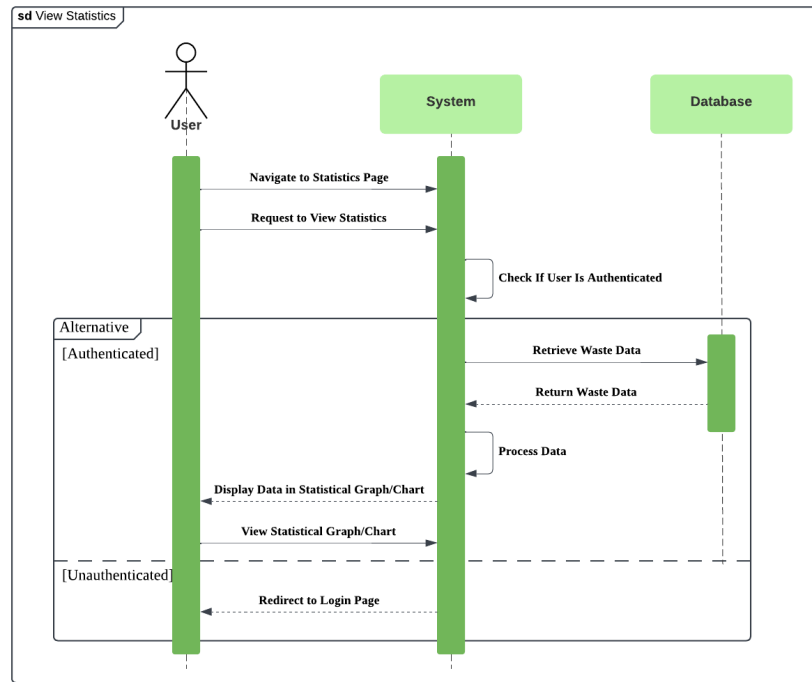 sd View Statistics
User
System
Database
Navigate to Statistics Page
Request to View Statistics
Check If User Is Authenticated
Alternative
[Authenticated]
Retrieve Waste Data
Return Waste Data
Process Data
Display Data in Statistical Graph/Chart
View Statistical Graph/Chart
[Unauthenticated]
Redirect to Login Page